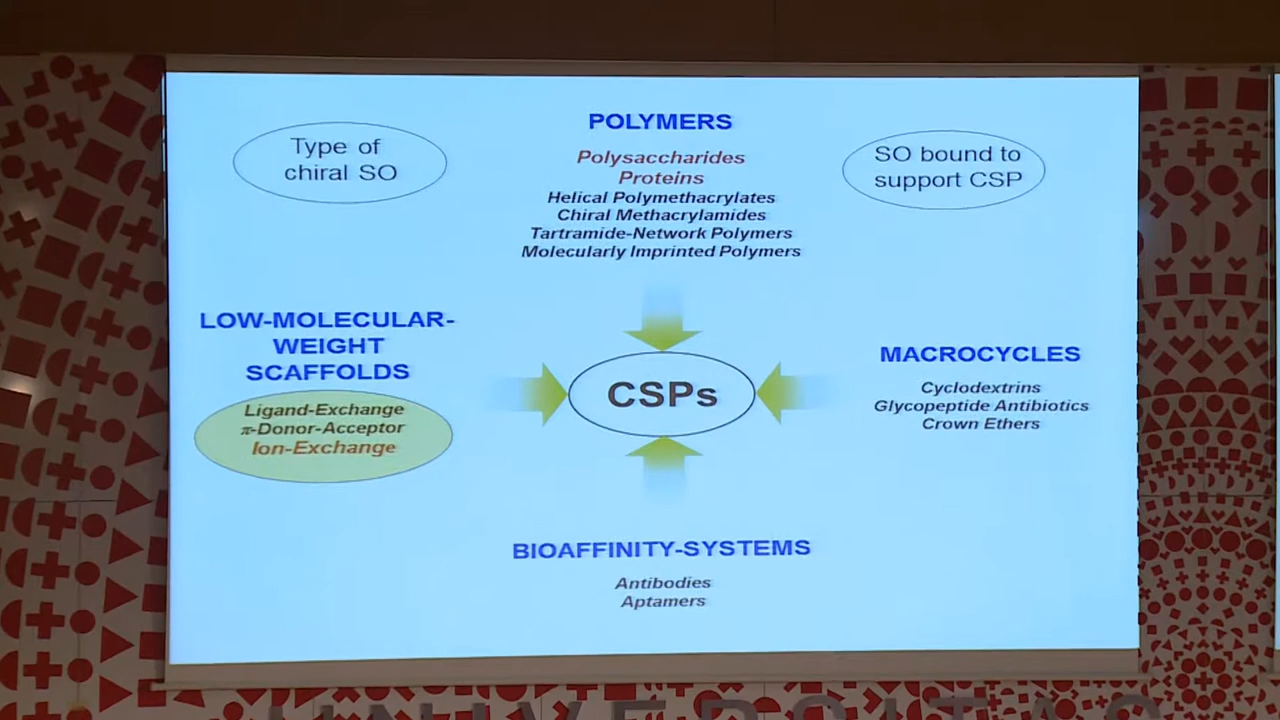 Type of
chiral SO
POLYMERS
Polysaccharides
Proteins
Helical Polymethacrylates
Chiral Methacrylamides
Tartramide-Network Polymers
Molecularly Imprinted Polymers
SO bound to
support CSP
LOW-MOLECULAR-
WEIGHT
SCAFFOLDS
Ligand-Exchange
π-Donor-Acceptor
Ion-Exchange
CSPs
MACROCYCLES
Cyclodextrins
Glycopeptide Antibiotics
Crown Ethers
BIOAFFINITY-SYSTEMS
Antibodies
Aptamers
UNIVERSITAS